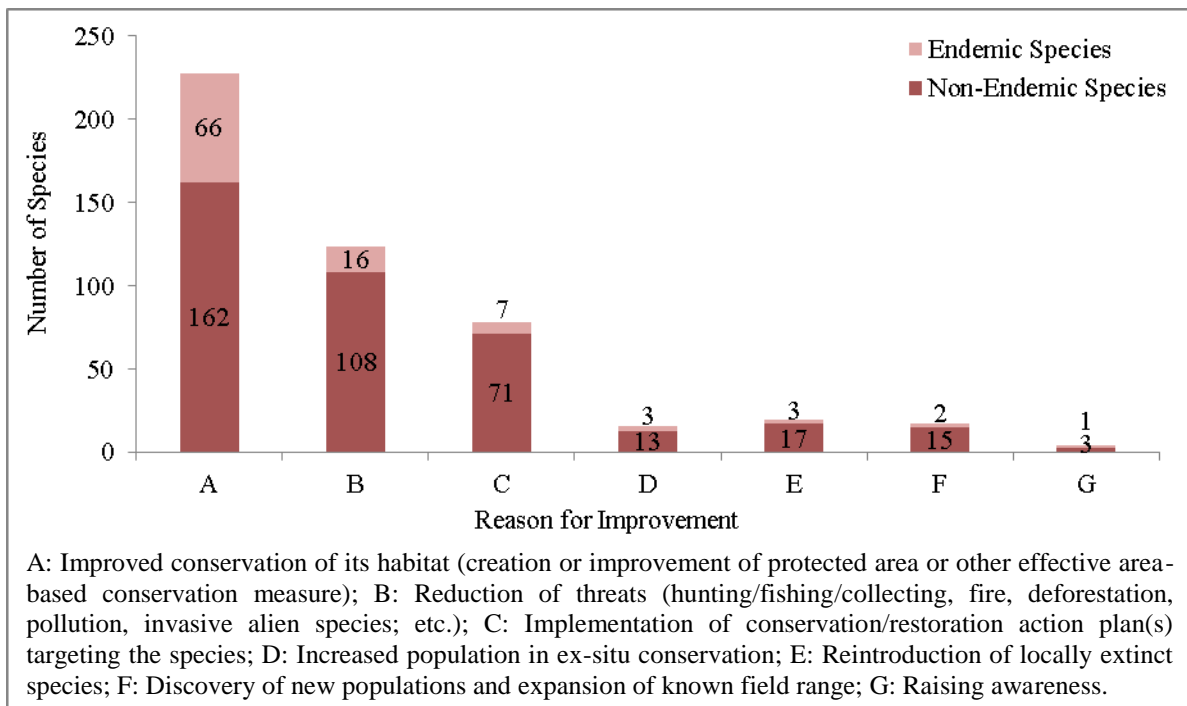 250
200
150
100
50
0
Number of Species
Endemic Species
Non-Endemic Species
66
162
16
108
7
71
3
13
3
17
2
15
1
3
A B C D E F G
Reason for Improvement
A: Improved conservation of its habitat (creation or improvement of protected area or other effective area-
based conservation measure); B: Reduction of threats (hunting/fishing/collecting, fire, deforestation,
pollution, invasive alien species; etc.); C: Implementation of conservation/restoration action plan(s)
targeting the species; D: Increased population in ex-situ conservation; E: Reintroduction of locally extinct
species; F: Discovery of new populations and expansion of known field range; G: Raising awareness.